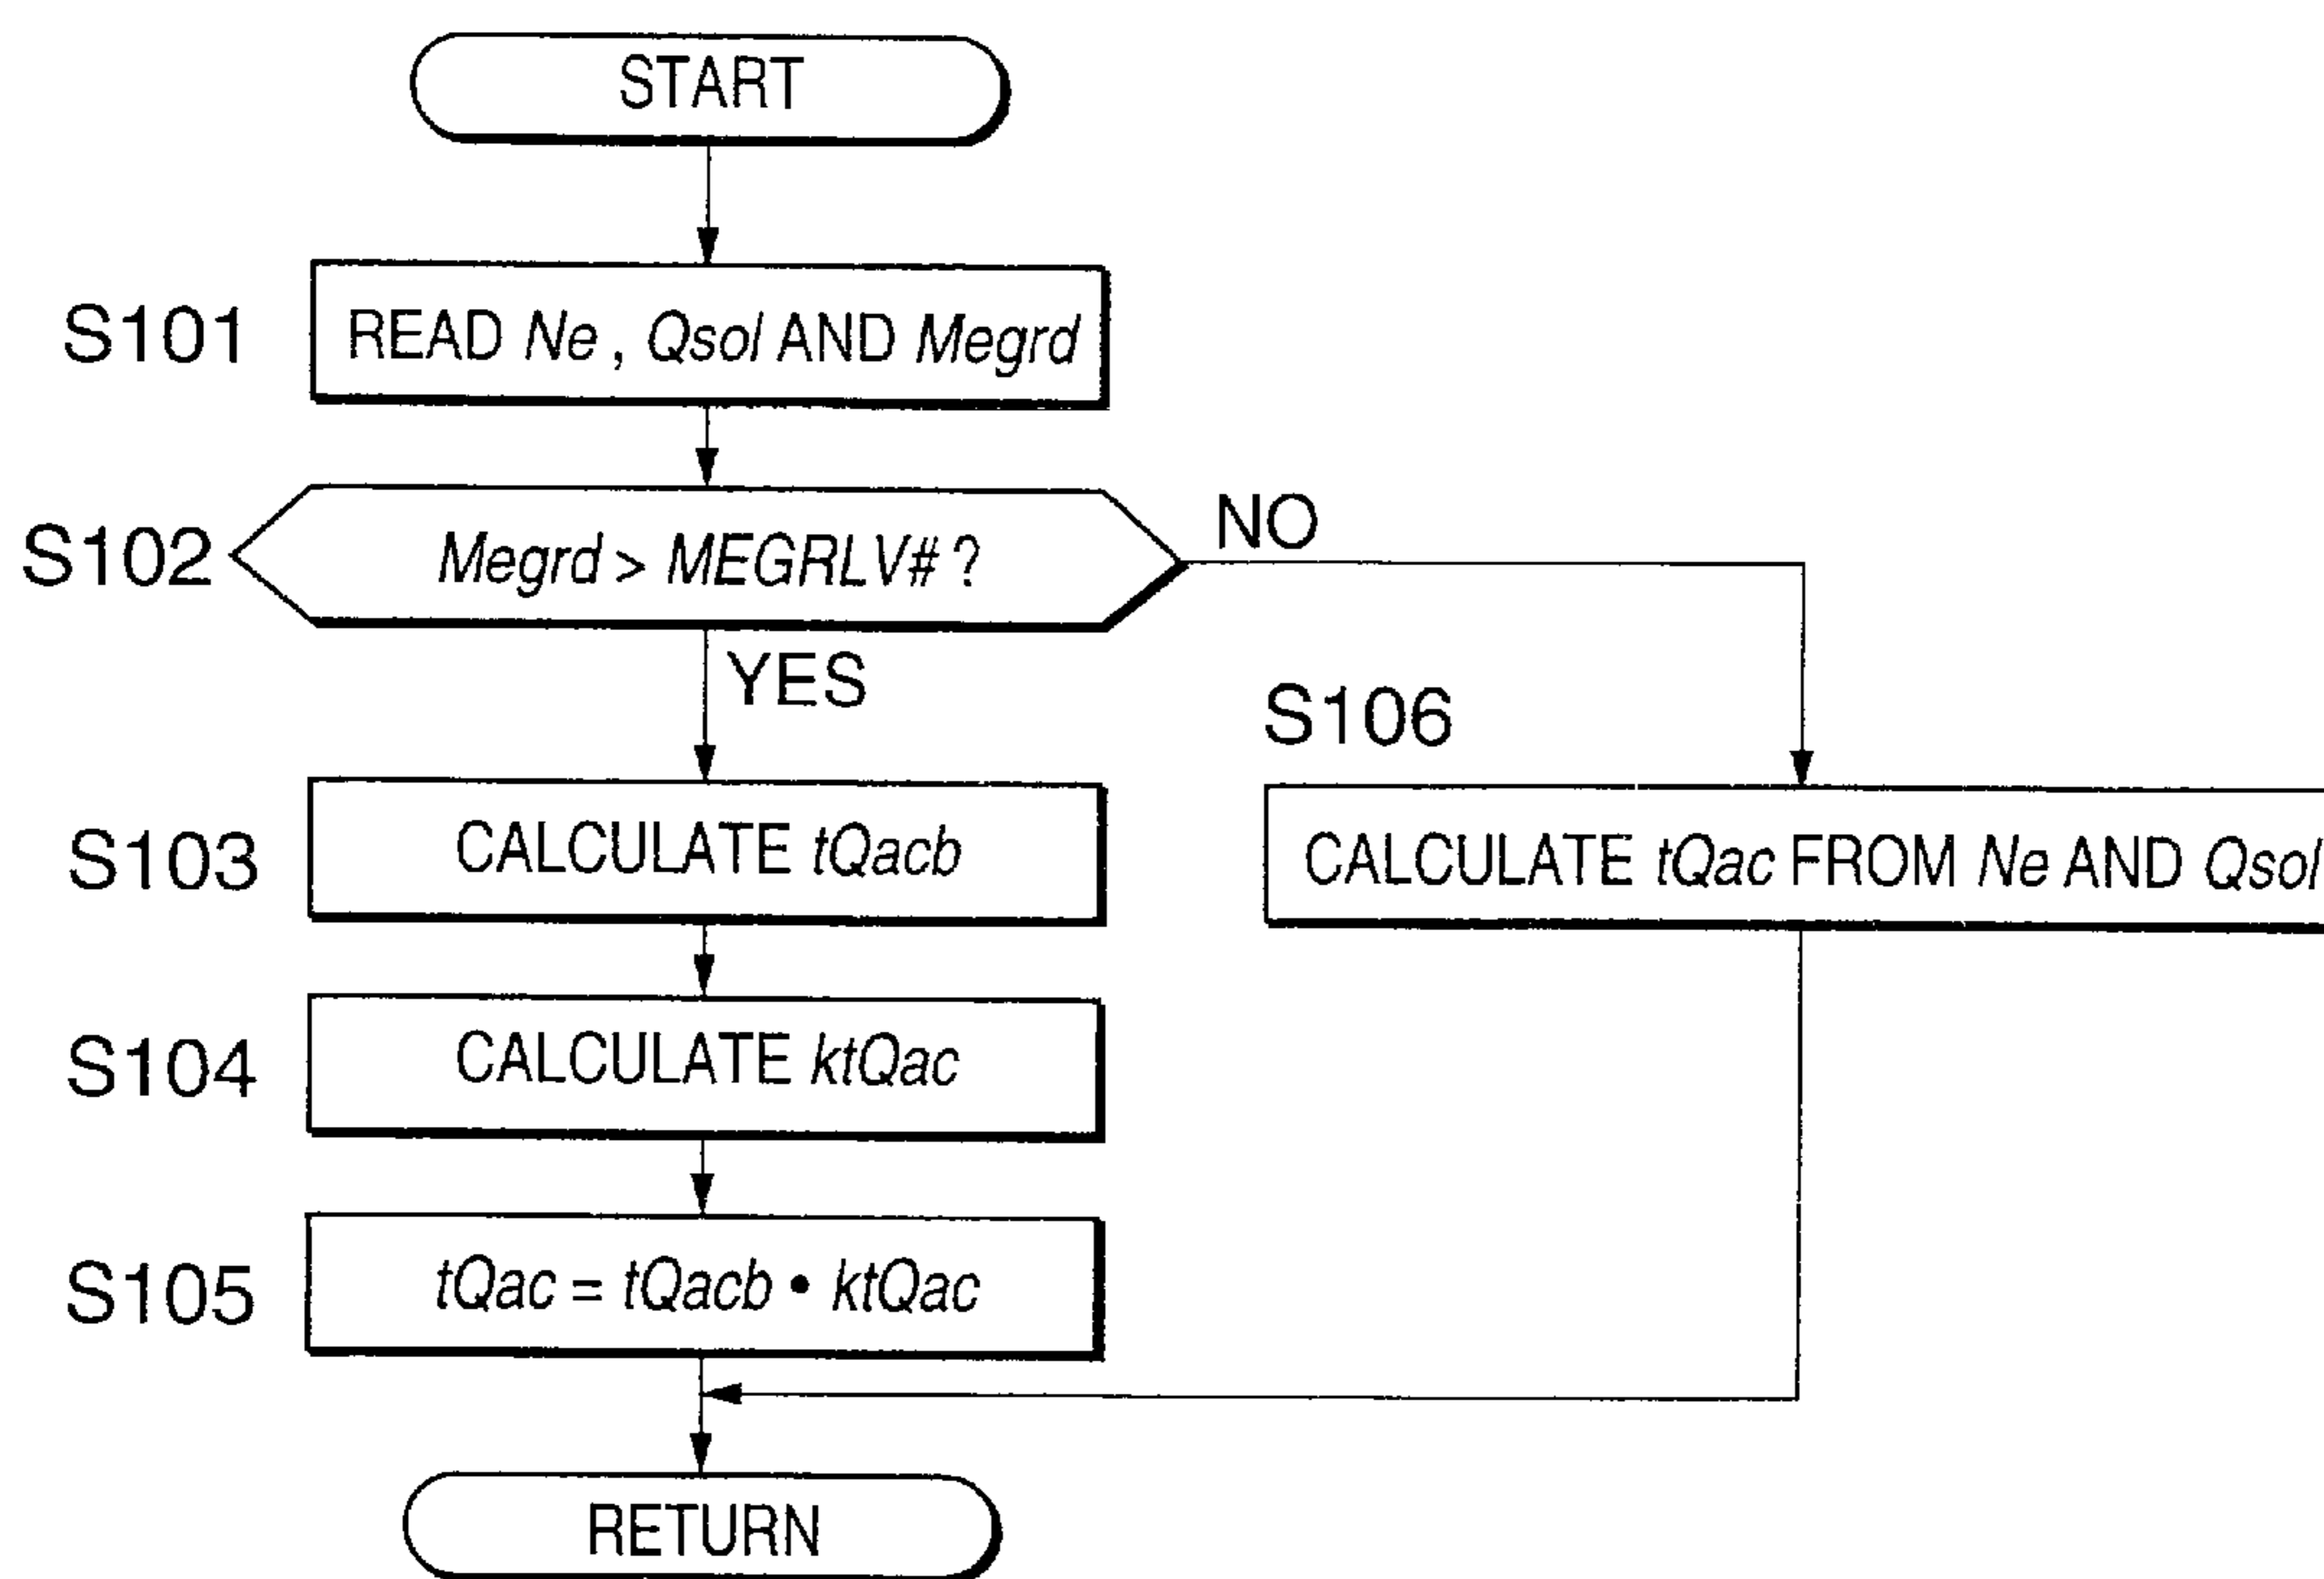 START
S101
READ Ne, Qsol AND Megrd
S102
Megrd > MEGRLV# ?
NO
YES
S106
S103
CALCULATE tQacb
CALCULATE tQac FROM Ne AND Qsol
S104
CALCULATE ktQac
S105
tQac = tQacb • ktQac
RETURN